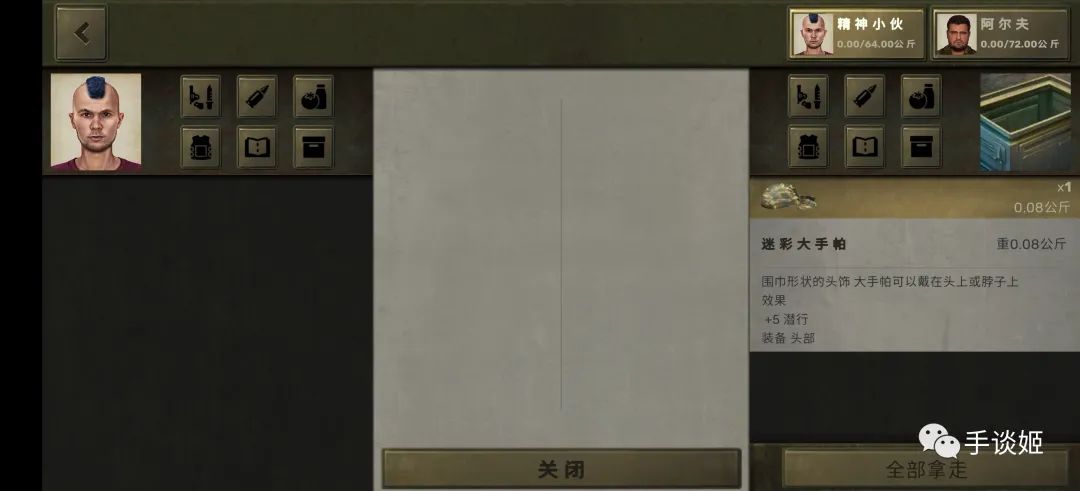 精神小伙
0.00/64.00公斤
阿尔夫
0.00/72.00公斤
x1
0.08公斤
迷彩大手帕
重0.08公斤
围巾形状的头饰 大手帕可以戴在头上或脖子上
效果
+5 潜行
装备 头部
手谈姬
关闭
全部拿走